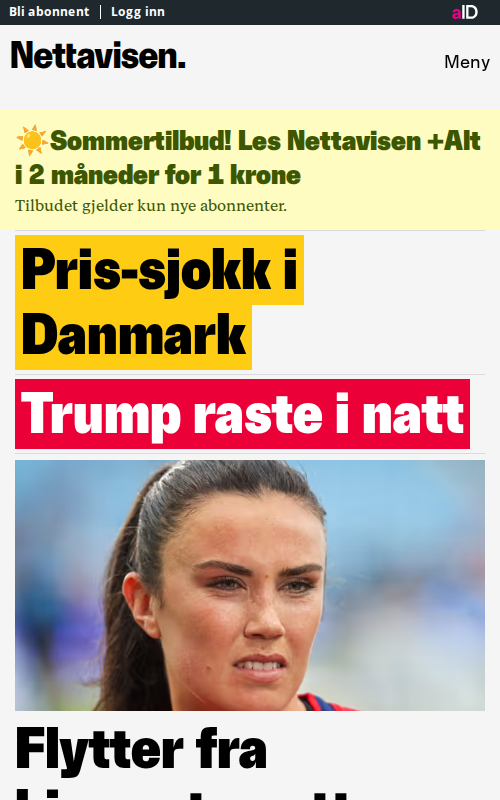 Bli abonnent | Logg inn
aID
Nettavisen.
Meny
☀️Sommertilbud! Les Nettavisen +Alt
i 2 måneder for 1 krone
Tilbudet gjelder kun nye abonnenter.
Pris-sjokk i
Danmark
Trump raste i natt
Flytter fra